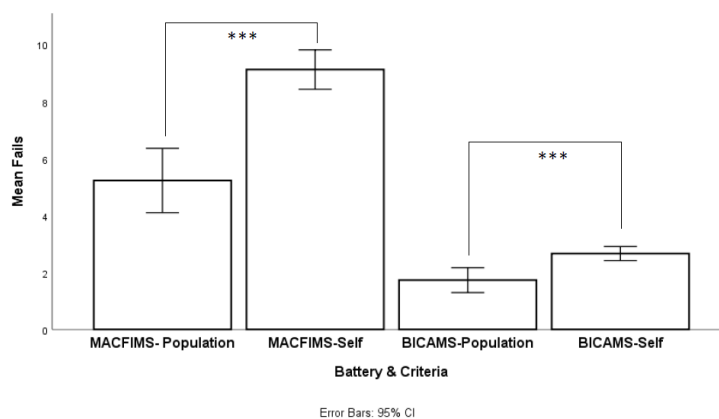 ***
***
10
8
6
4
2
0
Mean Fails
MACFIMS- Population
MACFIMS-Self
BICAMS-Population
BICAMS-Self
Battery & Criteria
Error Bars: 95% CI